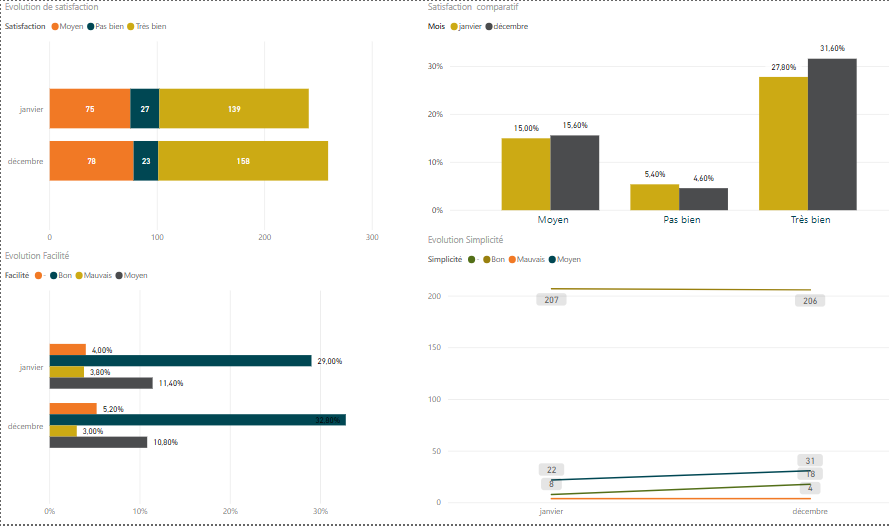 Evolution de satisfaction
Satisfaction Moyen Pas bien Très bien
janvier 75 27 139
décembre 78 23 158
0 100 200 300
Satisfaction comparatif
Mois janvier décembre
30%
20%
10%
0%
15,00% 15,60%
5,40% 4,60%
27,80% 31,60%
Moyen Pas bien Très bien
Evolution Facilité
Facilité - Bon Mauvais Moyen
janvier
4,00%
29,00%
3,80%
11,40%
décembre
5,20%
32,80%
3,00%
10,80%
0% 10% 20% 30%
Evolution Simplicité
Simplicité - Bon Mauvais Moyen
200
150
100
50
0
207 206
22 31
8 18
4
janvier décembre